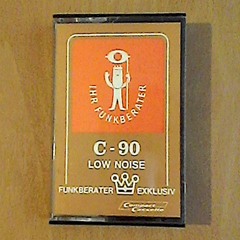 IHR FUNKBERATER
C-90
LOW NOISE
FUNKBERATER EXKLUSIV
Compact
Cassette